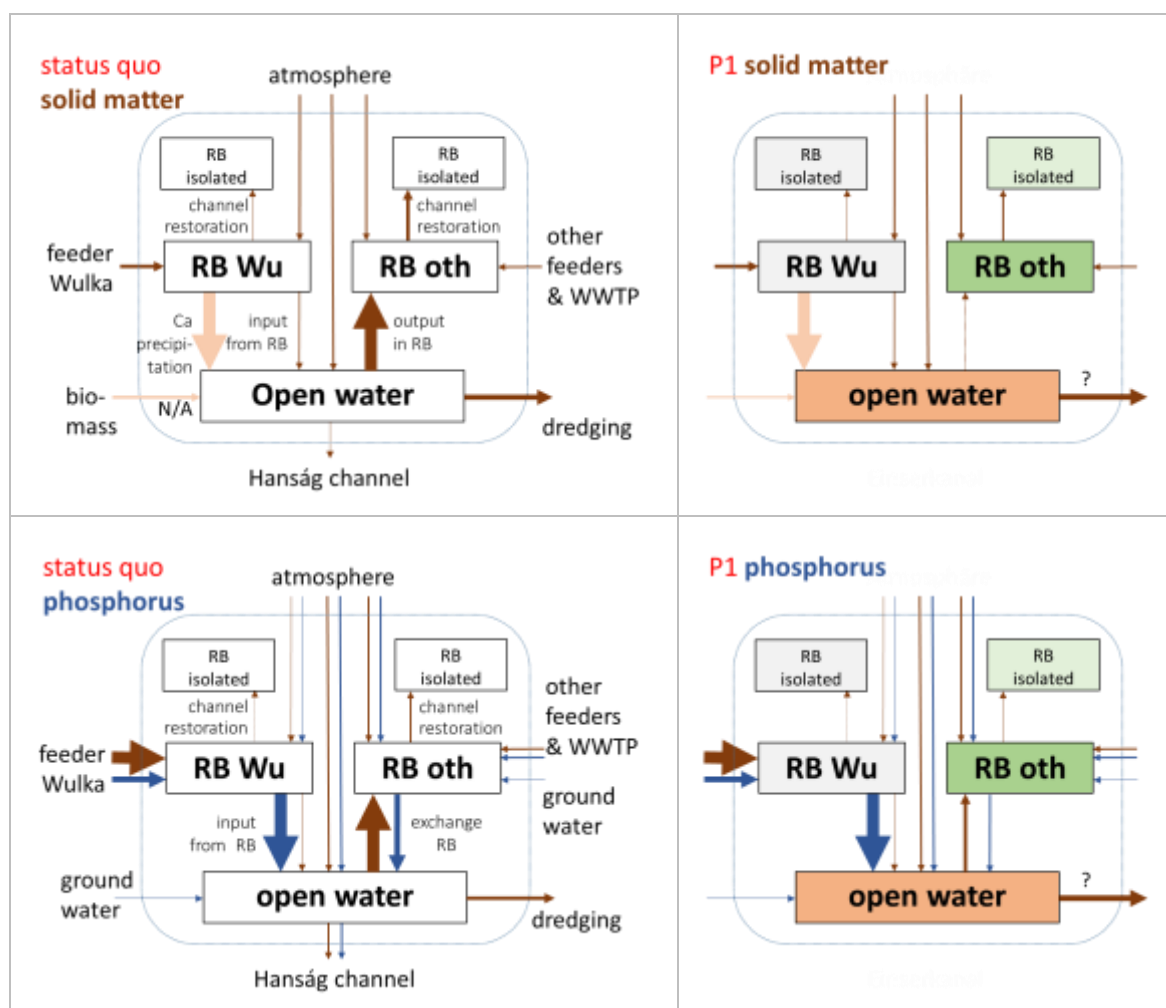 status quo
solid matter
atmosphere
RB
isolated
RB
isolated
channel
restoration
channel
restoration
feeder
Wulka
RB Wu
RB oth
other
feeders
& WWTP
Ca
precipi-
tation
input
from RB
output
in RB
bio-
mass
N/A
Open water
dredging
Hanság channel
P1 solid matter
RB
isolated
RB
isolated
RB Wu
RB oth
open water
?
status quo
phosphorus
atmosphere
RB
isolated
RB
isolated
channel
restoration
channel
restoration
other
feeders
& WWTP
feeder
Wulka
RB Wu
RB oth
ground
water
input
from RB
exchange
RB
ground
water
open water
dredging
Hanság channel
P1 phosphorus
RB
isolated
RB
isolated
RB Wu
RB oth
open water
?